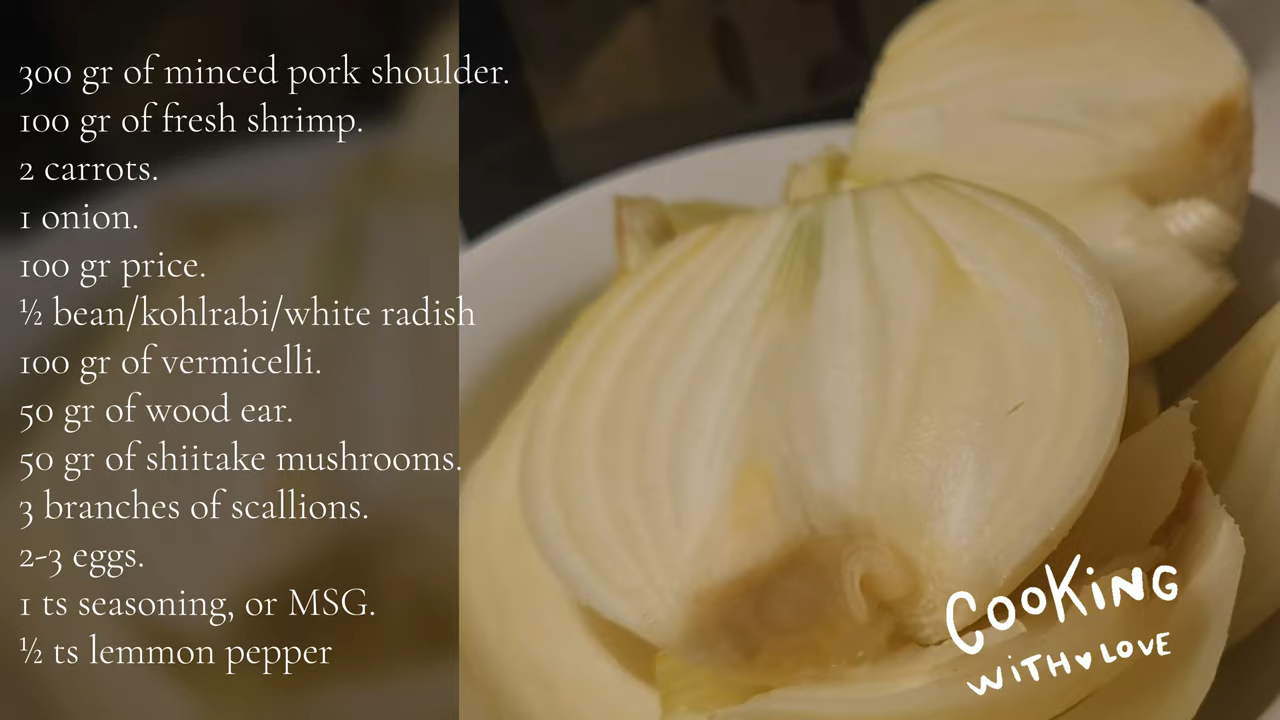 300 gr of minced pork shoulder.
100 gr of fresh shrimp.
2 carrots.
1 onion.
100 gr price.
½ bean/kohlrabi/white radish
100 gr of vermicelli.
50 gr of wood ear.
50 gr of shiitake mushrooms.
3 branches of scallions.
2-3 eggs.
1 ts seasoning, or MSG.
½ ts lemmon pepper
COOKING
WITH♥LOVE